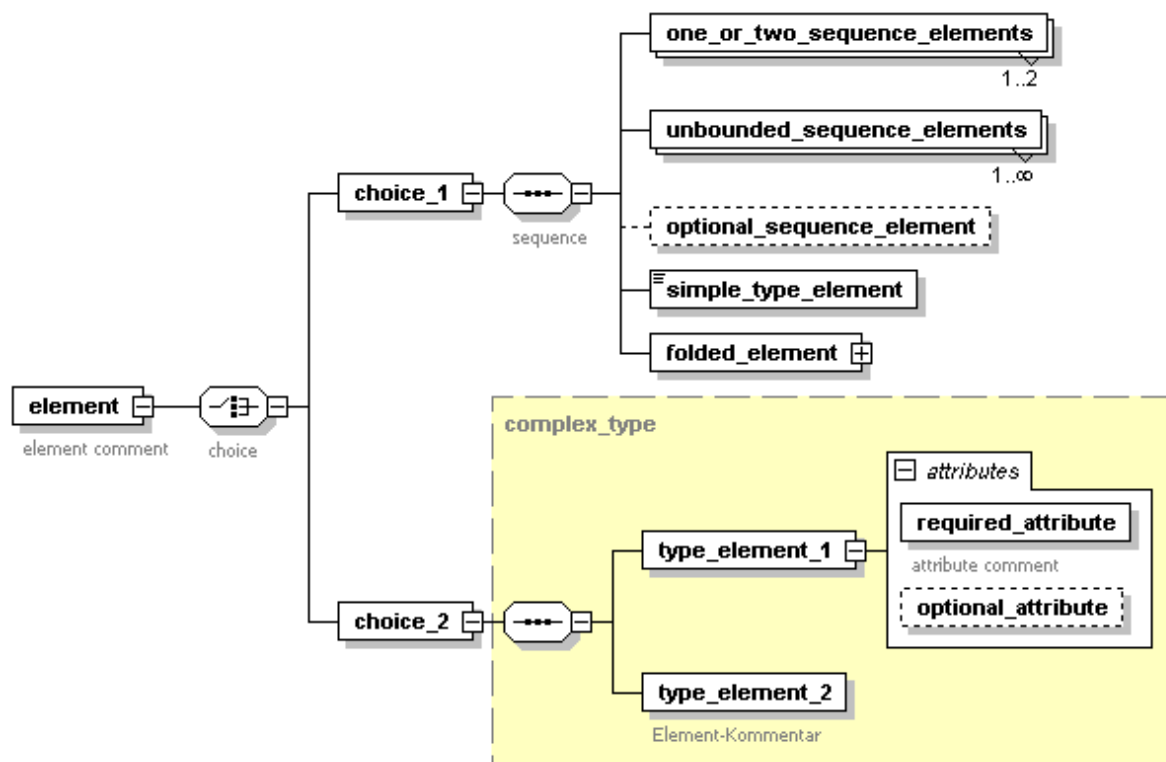 one_or_two_sequence_elements
1..2
unbounded_sequence_elements
1..∞
choice_1
sequence
optional_sequence_element
simple_type_element
folded_element
element
element comment
choice
complex_type
attributes
required_attribute
attribute comment
optional_attribute
type_element_1
choice_2
type_element_2
Element-Kommentar